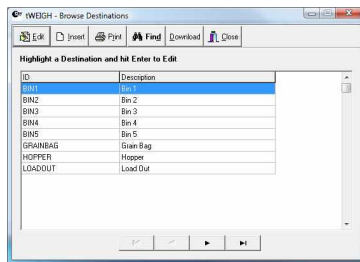 tWEIGH - Browse Destinations
Edit Insert Print Find Download Close
Highlight a Destination and hit Enter to Edit
ID Description
BIN1 Bin 1
BIN2 Bin 2
BIN3 Bin 3
BIN4 Bin 4
BIN5 Bin 5
GRAINBAG Grain Bag
HOPPER Hopper
LOADOUT Load Out